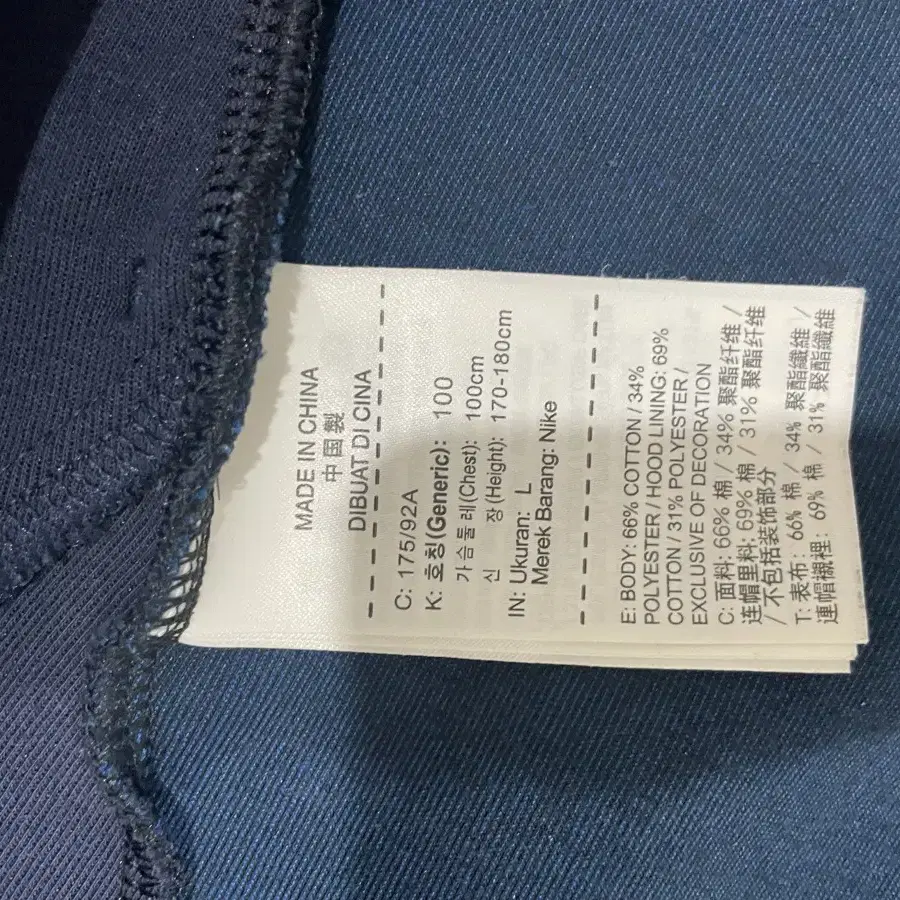 MADE IN CHINA
中国製
DIBUAT DI CINA
C: 175/92A
K: 호칭(Generic): 100
가슴둘레(Chest): 100cm
신 장(Height): 170-180cm
IN: Ukuran: L
Merek Barang: Nike
E: BODY: 66% COTTON / 34%
POLYESTER / HOOD LINING: 69%
COTTON / 31% POLYESTER /
EXCLUSIVE OF DECORATION
C: 面料: 66% 棉 / 34% 聚酯纤维 /
连帽里料: 69% 棉 / 31% 聚酯纤维
/ 不包括装饰部分
T: 表布: 66% 棉 / 34% 聚酯纖維 /
連帽襯裡: 69% 棉 / 31% 聚酯纖維